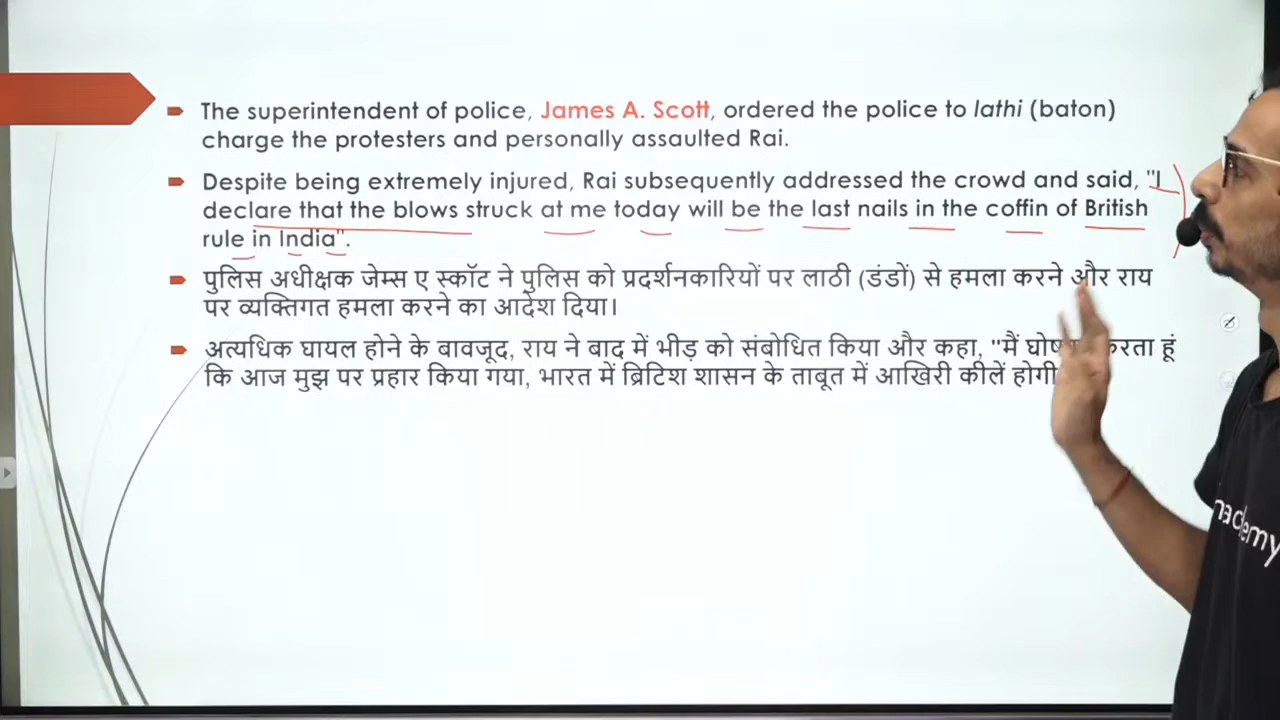 The superintendent of police, James A. Scott, ordered the police to lathi (baton)
charge the protesters and personally assaulted Rai.
Despite being extremely injured, Rai subsequently addressed the crowd and said, "I
declare that the blows struck at me today will be the last nails in the coffin of British
rule in India".
पुलिस अधीक्षक जेम्स ए स्कॉट ने पुलिस को प्रदर्शनकारियों पर लाठी (डंडों) से हमला करने और राय
पर व्यक्तिगत हमला करने का आदेश दिया।
अत्यधिक घायल होने के बावजूद, राय ने बाद में भीड़ को संबोधित किया और कहा, "मैं हूं
कि आज मुझ पर प्रहार किया गया, भारत में ब्रिटिश शासन के ताबूत में आखिरी कीलें होगी